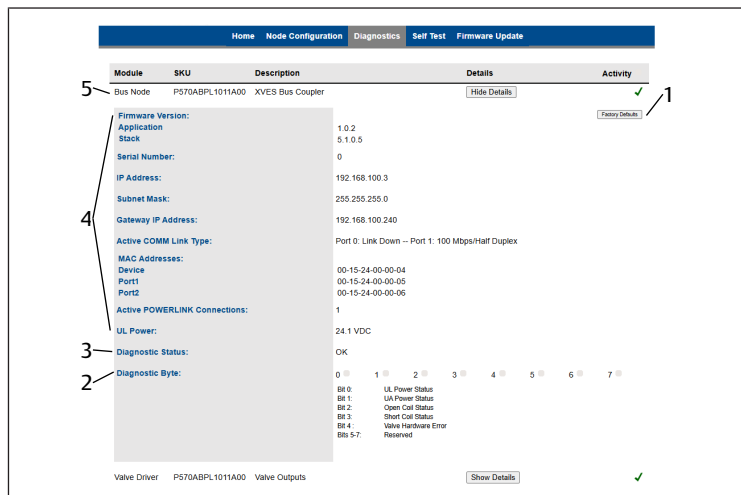 Home Node Configuration Diagnostics Self Test Firmware Update
Module SKU Description Details Activity
5 Bus Node P570ABPL1011A00 XVES Bus Coupler Hide Details ✓
1
Firmware Version: Factory Defaults
Application 1.0.2
Stack 5.1.0.5
Serial Number: 0
IP Address: 192.168.100.3
Subnet Mask: 255.255.255.0
4
Gateway IP Address: 192.168.100.240
Active COMM Link Type: Port 0: Link Down -- Port 1: 100 Mbps/Half Duplex
MAC Addresses:
Device 00-15-24-00-00-04
Port1 00-15-24-00-00-05
Port2 00-15-24-00-00-06
Active POWERLINK Connections: 1
UL Power: 24.1 VDC
3 Diagnostic Status: OK
2 Diagnostic Byte: 0 1 2 3 4 5 6 7
Bit 0: UL Power Status
Bit 1: UA Power Status
Bit 2: Open Coil Status
Bit 3: Short Coil Status
Bit 4 : Valve Hardware Error
Bits 5-7: Reserved
Valve Driver P570ABPL1011A00 Valve Outputs Show Details ✓